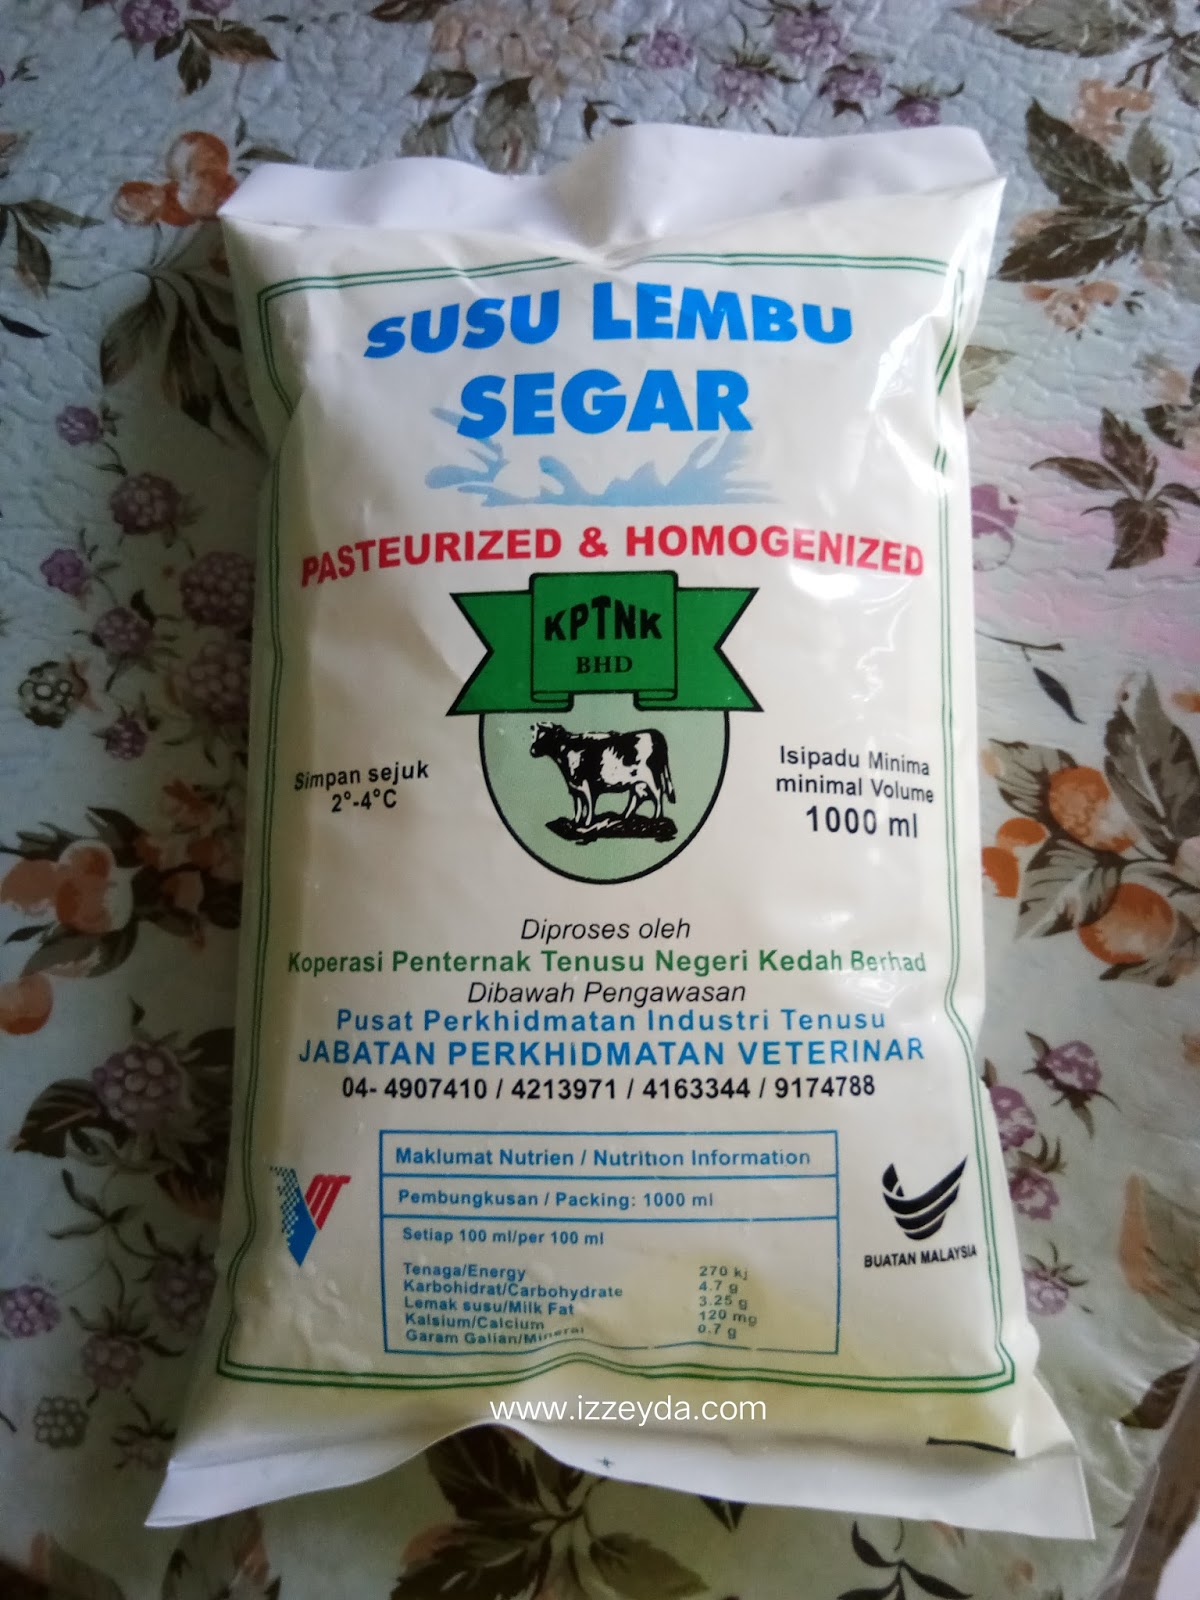 SUSU LEMBU
SEGAR
PASTEURIZED & HOMOGENIZED
KPTNK
BHD
Simpan sejuk
2°-4°C
Isipadu Minima
minimal Volume
1000 ml
Diproses oleh
Koperasi Penternak Tenusu Negeri Kedah Berhad
Dibawah Pengawasan
Pusat Perkhidmatan Industri Tenusu
JABATAN PERKHIDMATAN VETERINAR
04- 4907410 / 4213971 / 4163344 / 9174788
Maklumat Nutrien / Nutrition Information
Pembungkusan / Packing: 1000 ml
Setiap 100 ml/per 100 ml
Tenaga/Energy 270 kj
Karbohidrat/Carbohydrate 4.7 g
Lemak susu/Milk Fat 3.25 g
Kalsium/Calcium 120 mg
Garam Galian/Mineral 0.7 g
BUATAN MALAYSIA
www.izzeyda.com